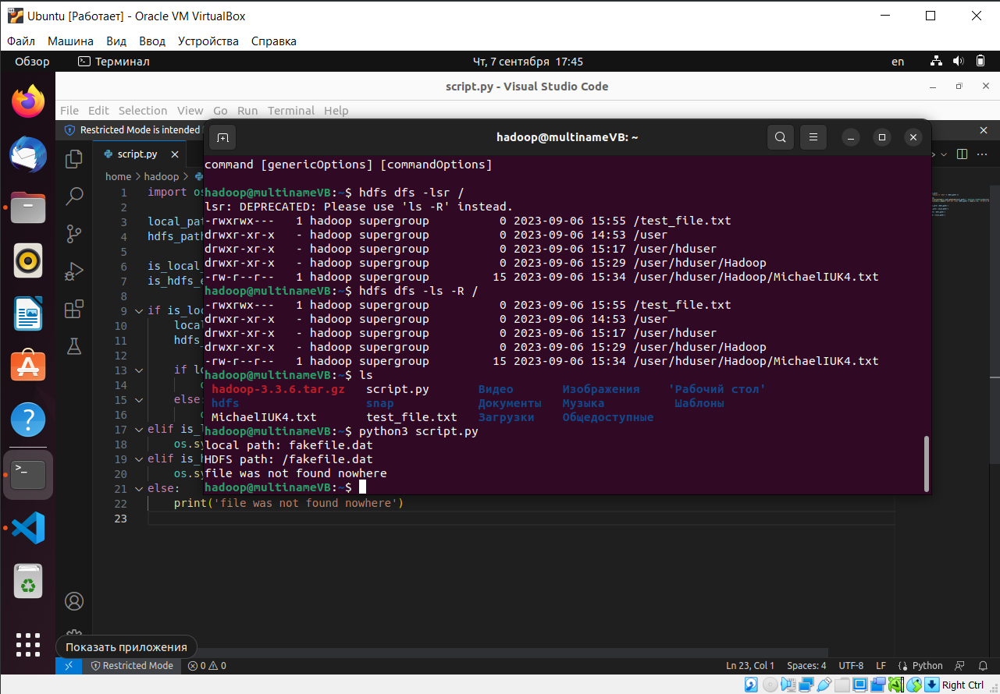 Ubuntu [Работает] - Oracle VM VirtualBox
Файл Машина Вид Ввод Устройства Справка
Обзор Терминал Чт, 7 сентября 17:45 en
script.py - Visual Studio Code
File Edit Selection View Go Run Terminal Help
Restricted Mode is intended
hadoop@multinameVB: ~
script.py
home > hadoop >
command [genericOptions] [commandOptions]
hadoop@multinameVB:~$ hdfs dfs -lsr /
lsr: DEPRECATED: Please use 'ls -R' instead.
-rwxrwx--- 1 hadoop supergroup 0 2023-09-06 15:55 /test_file.txt
drwxr-xr-x - hadoop supergroup 0 2023-09-06 14:53 /user
drwxr-xr-x - hadoop supergroup 0 2023-09-06 15:17 /user/hduser
drwxr-xr-x - hadoop supergroup 0 2023-09-06 15:29 /user/hduser/Hadoop
-rw-r--r-- 1 hadoop supergroup 15 2023-09-06 15:34 /user/hduser/Hadoop/MichaelIUK4.txt
hadoop@multinameVB:~$ hdfs dfs -ls -R /
-rwxrwx--- 1 hadoop supergroup 0 2023-09-06 15:55 /test_file.txt
drwxr-xr-x - hadoop supergroup 0 2023-09-06 14:53 /user
drwxr-xr-x - hadoop supergroup 0 2023-09-06 15:17 /user/hduser
drwxr-xr-x - hadoop supergroup 0 2023-09-06 15:29 /user/hduser/Hadoop
-rw-r--r-- 1 hadoop supergroup 15 2023-09-06 15:34 /user/hduser/Hadoop/MichaelIUK4.txt
hadoop@multinameVB:~$ ls
hadoop-3.3.6.tar.gz script.py Видео Изображения 'Рабочий стол'
hdfs snap Документы Музыка Шаблоны
MichaelIUK4.txt test_file.txt Загрузки Общедоступные
hadoop@multinameVB:~$ python3 script.py
local path: fakefile.dat
HDFS path: /fakefile.dat
file was not found nowhere
hadoop@multinameVB:~$
1 import os
2
3 local_pat
4 hdfs_path
5
6 is_local_
7 is_hdfs_e
8
9 if is_loc
10 local
11 hdfs_
12
13 if lo
14
15 else:
16
17 elif is_l
18 os.sy
19 elif is_h
20 os.sy
21 else:
22 print('file was not found nowhere')
23
Показать приложения
Restricted Mode 0 0 Ln 23, Col 1 Spaces: 4 UTF-8 LF Python
Right Ctrl